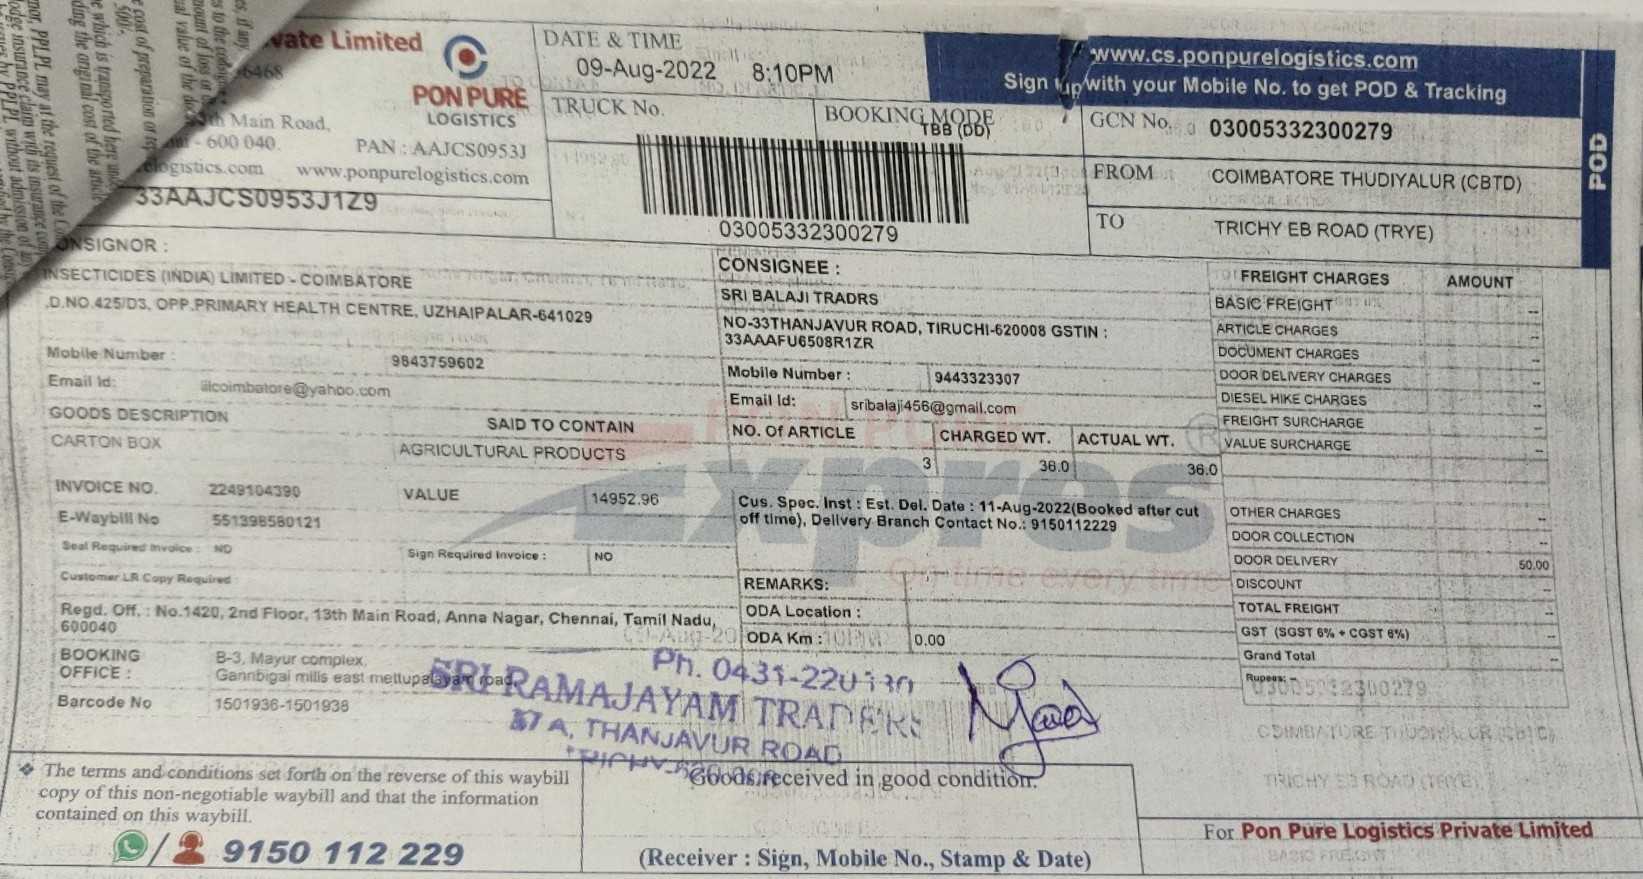 vate Limited
PON PURE
LOGISTICS
Main Road,
- 600 040.
PAN : AAJCS0953J
logistics.com www.ponpurelogistics.com
33AAJCS0953J1Z9
DATE & TIME
09-Aug-2022 8:10PM
TRUCK No.
BOOKING MODE
TBB (DD)
03005332300279
www.cs.ponpurelogistics.com
Sign up with your Mobile No. to get POD & Tracking
GCN No. 03005332300279
FROM COIMBATORE THUDIYALUR (CBTD)
TO TRICHY EB ROAD (TRYE)
POD
ONSIGNOR :
INSECTICIDES (INDIA) LIMITED - COIMBATORE
,D.NO.425/D3, OPP.PRIMARY HEALTH CENTRE, UZHAIPALAR-641029
Mobile Number : 9843759602
Email Id: iilcoimbatore@yahoo.com
GOODS DESCRIPTION SAID TO CONTAIN
CARTON BOX AGRICULTURAL PRODUCTS
INVOICE NO. 2249104390 VALUE 14952.96
E-Waybill No 551398580121
Seal Required Invoice : NO Sign Required Invoice : NO
Customer LR Copy Required
Regd. Off. : No.1420, 2nd Floor, 13th Main Road, Anna Nagar, Chennai, Tamil Nadu,
600040
BOOKING OFFICE : B-3, Mayur complex,
Gannbigai mills east mettupalayam road,
Barcode No 1501936-1501938
CONSIGNEE :
SRI BALAJI TRADRS
NO-33THANJAVUR ROAD, TIRUCHI-620008 GSTIN :
33AAAFU6508R1ZR
Mobile Number : 9443323307
Email Id: sribalaji456@gmail.com
NO. Of ARTICLE CHARGED WT. ACTUAL WT.
3 36.0 36.0
Cus. Spec. Inst : Est. Del. Date : 11-Aug-2022(Booked after cut
off time), Delivery Branch Contact No.: 9150112229
REMARKS:
ODA Location :
ODA Km : 0.00
PON PURE
Expres
On time every time
FREIGHT CHARGES AMOUNT
BASIC FREIGHT --
ARTICLE CHARGES --
DOCUMENT CHARGES --
DOOR DELIVERY CHARGES --
DIESEL HIKE CHARGES --
FREIGHT SURCHARGE --
VALUE SURCHARGE --
OTHER CHARGES --
DOOR COLLECTION --
DOOR DELIVERY 50.00
DISCOUNT --
TOTAL FREIGHT --
GST (SGST 6% + CGST 6%) --
Grand Total --
Rupees: --
Ph. 0431-220
SRI RAMAJAYAM TRADERS
37 A, THANJAVUR ROAD
Goods received in good condition.
(Receiver : Sign, Mobile No., Stamp & Date)
❖ The terms and conditions set forth on the reverse of this waybill
copy of this non-negotiable waybill and that the information
contained on this waybill.
9150 112 229
For Pon Pure Logistics Private Limited